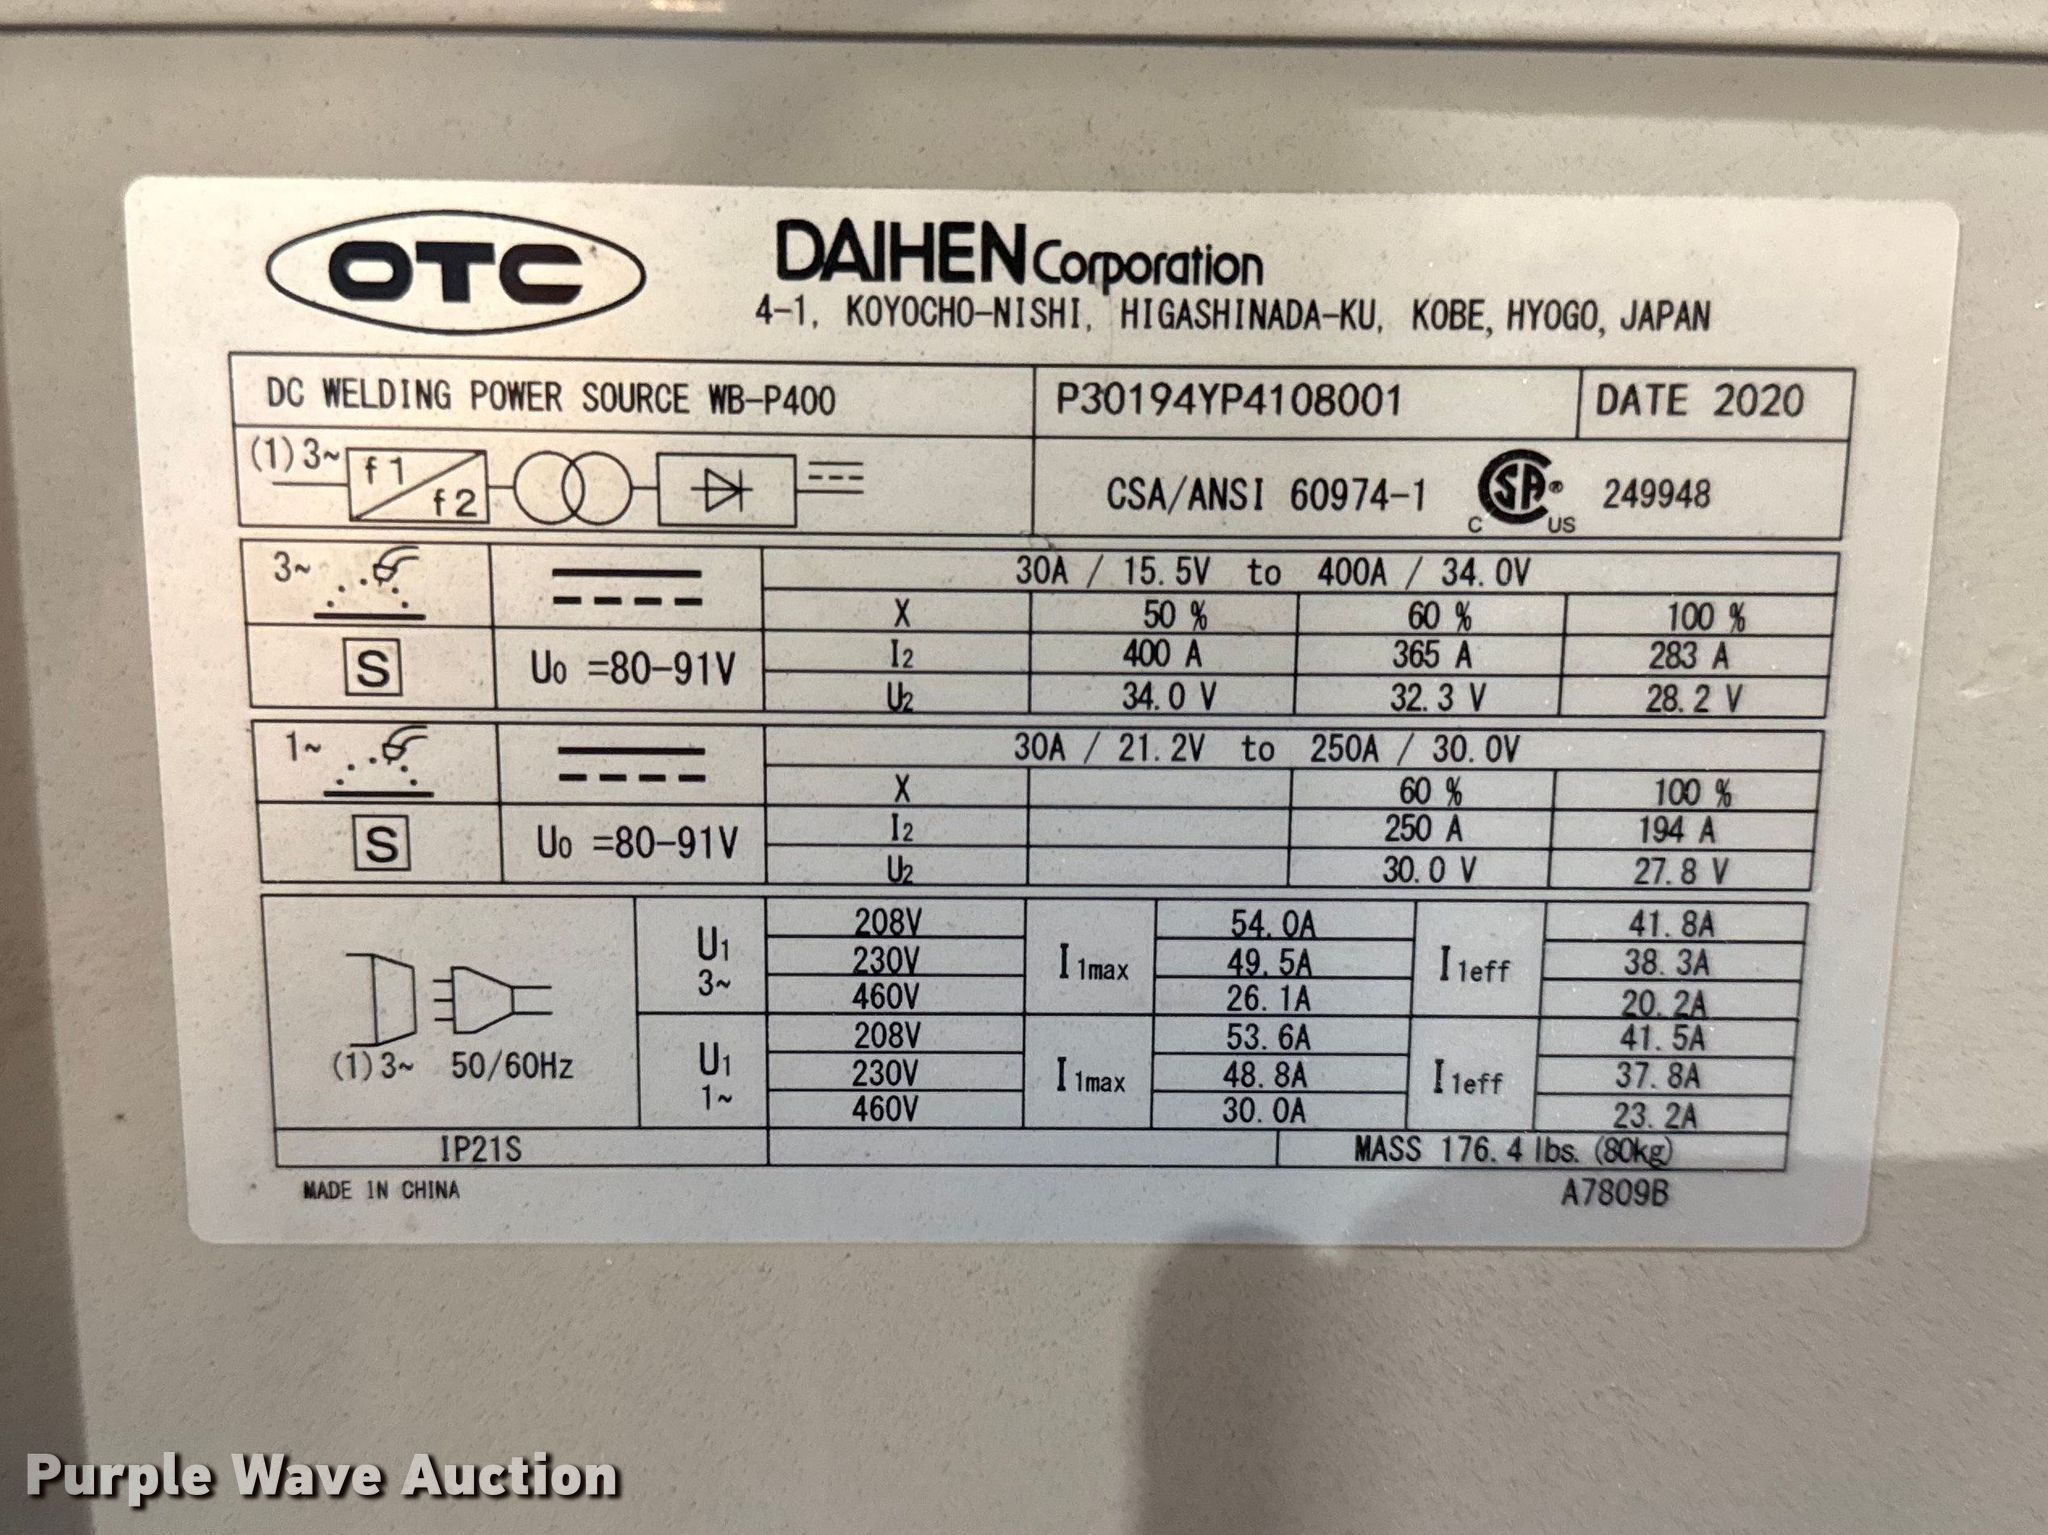 OTC
DAIHEN Corporation
4-1, KOYOCHO-NISHI, HIGASHINADA-KU, KOBE, HYOGO, JAPAN
DC WELDING POWER SOURCE WB-P400 P30194YP4108001 DATE 2020
(1) 3~ f1 f2 CSA/ANSI 60974-1 CSA® C US 249948
3~ 30A / 15.5V to 400A / 34.0V
X 50 % 60 % 100 %
S U0 =80-91V I2 400 A 365 A 283 A
U2 34.0 V 32.3 V 28.2 V
1~ 30A / 21.2V to 250A / 30.0V
X 60 % 100 %
S U0 =80-91V I2 250 A 194 A
U2 30.0 V 27.8 V
U1 3~ 208V I1max 54.0A I1eff 41.8A
230V 49.5A 38.3A
460V 26.1A 20.2A
U1 1~ 208V I1max 53.6A I1eff 41.5A
(1) 3~ 50/60Hz 230V 48.8A 37.8A
460V 30.0A 23.2A
IP21S MASS 176.4 lbs. (80kg)
MADE IN CHINA A7809B
Purple Wave Auction